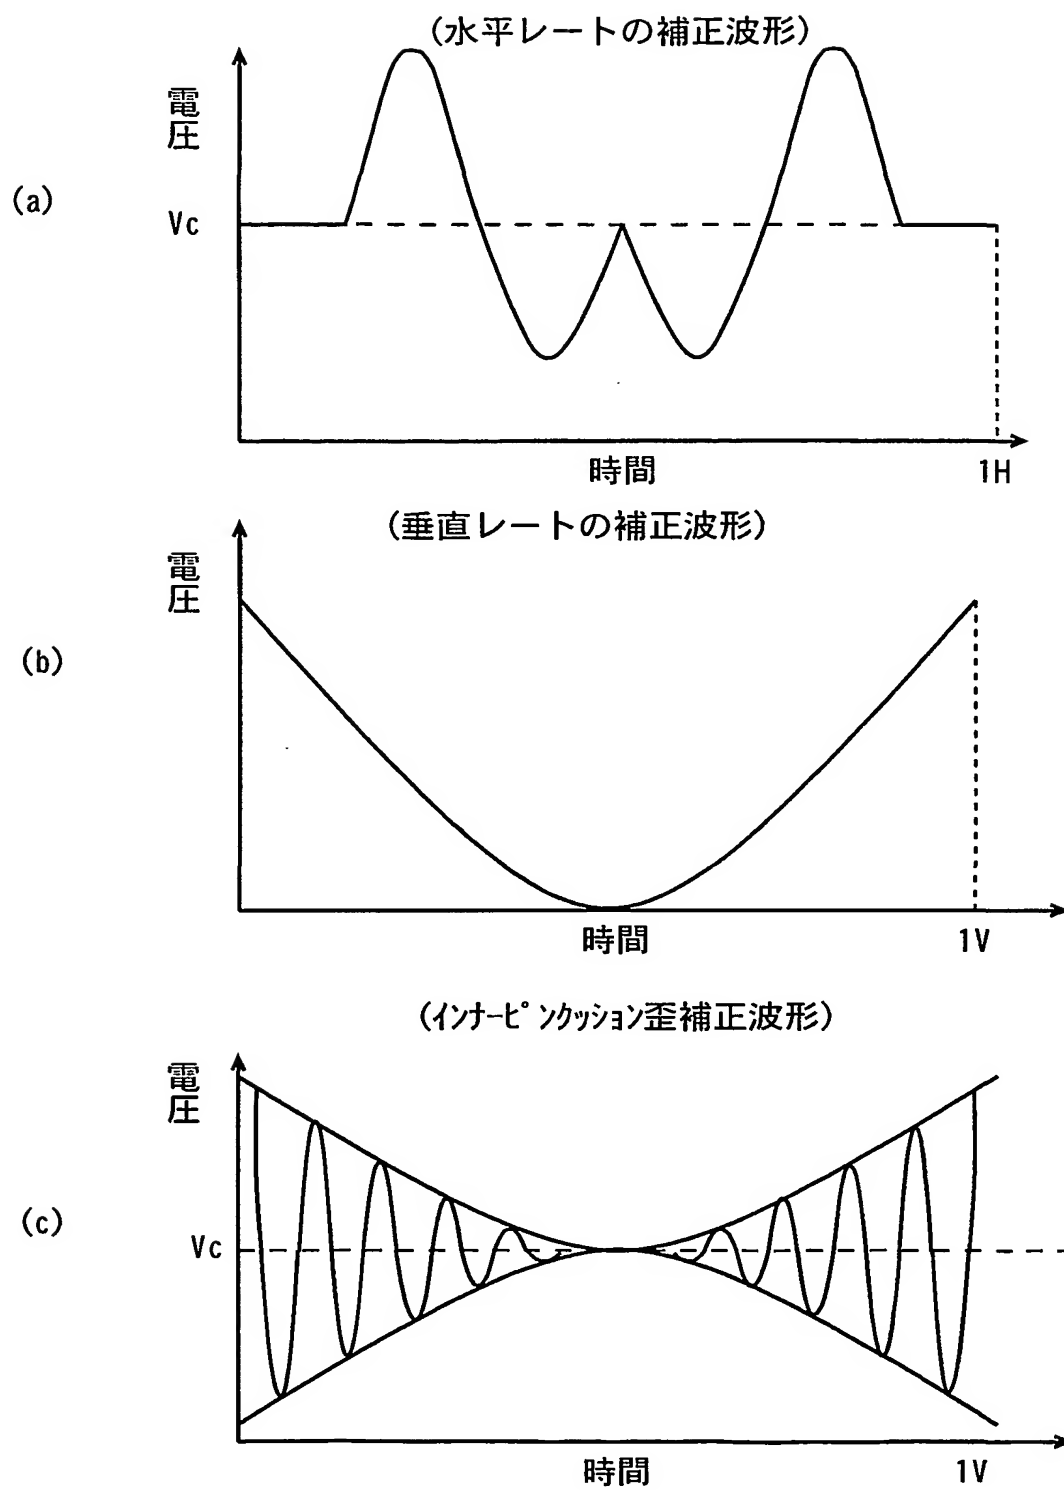 (水平レートの補正波形)
電圧
(a)
Vc
時間
1H
(垂直レートの補正波形)
電圧
(b)
時間
1V
(インナーピンクッション歪補正波形)
電圧
(c)
Vc
時間
1V